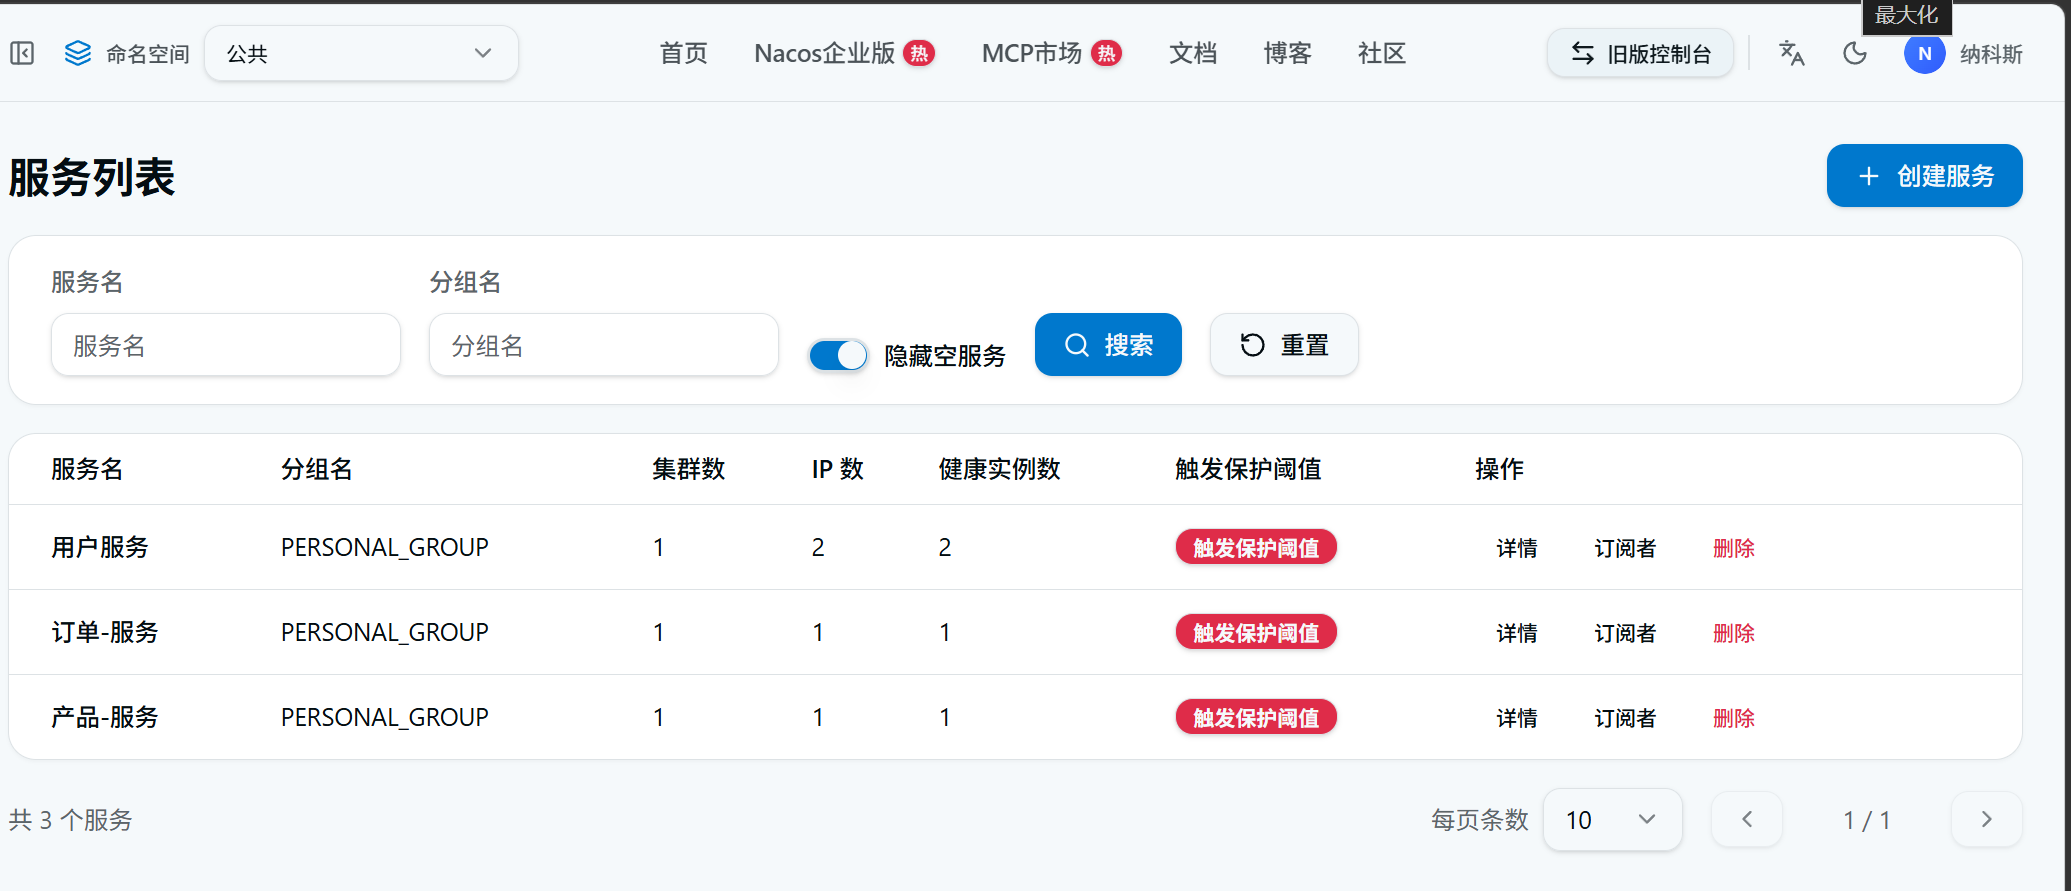 最大化
命名空间 公共 首页 Nacos企业版 热 MCP市场 热 文档 博客 社区 旧版控制台 N 纳科斯
服务列表 创建服务
服务名 分组名
服务名 分组名 隐藏空服务 搜索 重置
服务名 分组名 集群数 IP 数 健康实例数 触发保护阈值 操作
用户服务 PERSONAL_GROUP 1 2 2 触发保护阈值 详情 订阅者 删除
订单-服务 PERSONAL_GROUP 1 1 1 触发保护阈值 详情 订阅者 删除
产品-服务 PERSONAL_GROUP 1 1 1 触发保护阈值 详情 订阅者 删除
共 3 个服务 每页条数 10 1 / 1